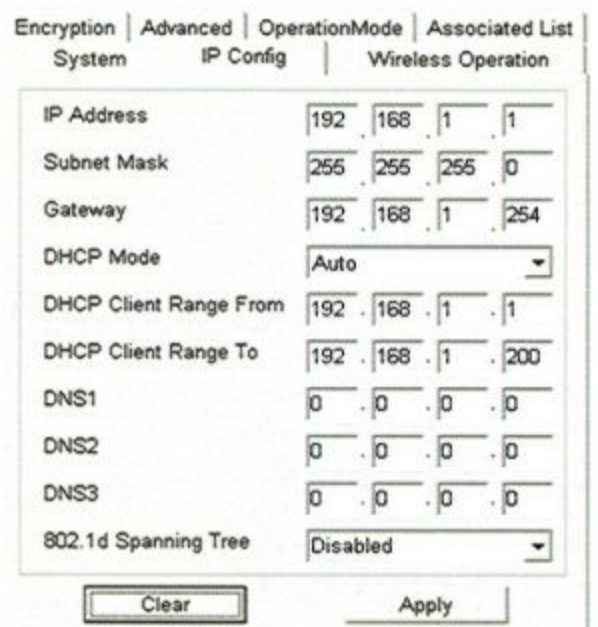 Encryption Advanced OperationMode Associated List
System IP Config Wireless Operation
IP Address 192 . 168 . 1 . 1
Subnet Mask 255 . 255 . 255 . 0
Gateway 192 . 168 . 1 . 254
DHCP Mode Auto
DHCP Client Range From 192 . 168 . 1 . 1
DHCP Client Range To 192 . 168 . 1 . 200
DNS1 0 . 0 . 0 . 0
DNS2 0 . 0 . 0 . 0
DNS3 0 . 0 . 0 . 0
802.1d Spanning Tree Disabled
Clear Apply